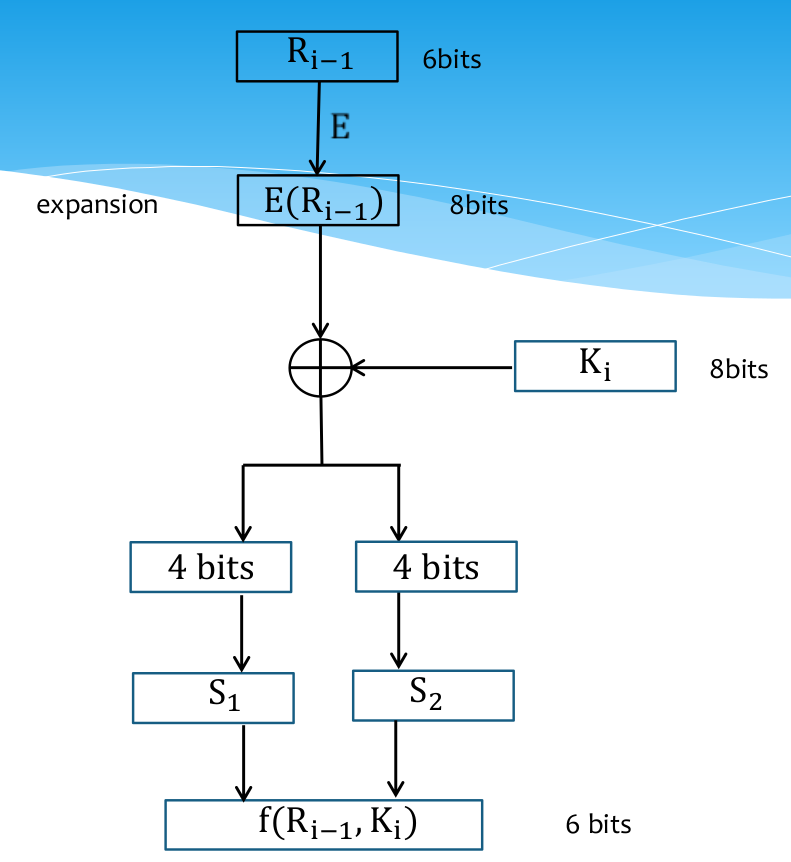 R_{i−1} 6bits
E
expansion E(R_{i−1}) 8bits
K_i 8bits
4 bits 4 bits
S_1 S_2
f(R_{i−1}, K_i) 6 bits